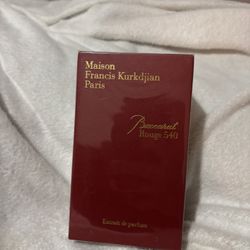 Maison
Francis Kurkdjian
Paris
Baccarat
Rouge 540
Extrait de parfum